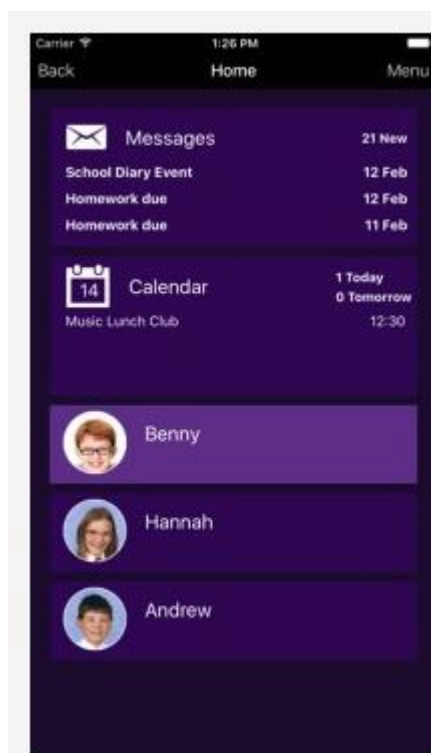 Carrier 1:26 PM
Back Home Menu
Messages 21 New
School Diary Event 12 Feb
Homework due 12 Feb
Homework due 11 Feb
14 Calendar 1 Today
0 Tomorrow
Music Lunch Club 12:30
Benny
Hannah
Andrew